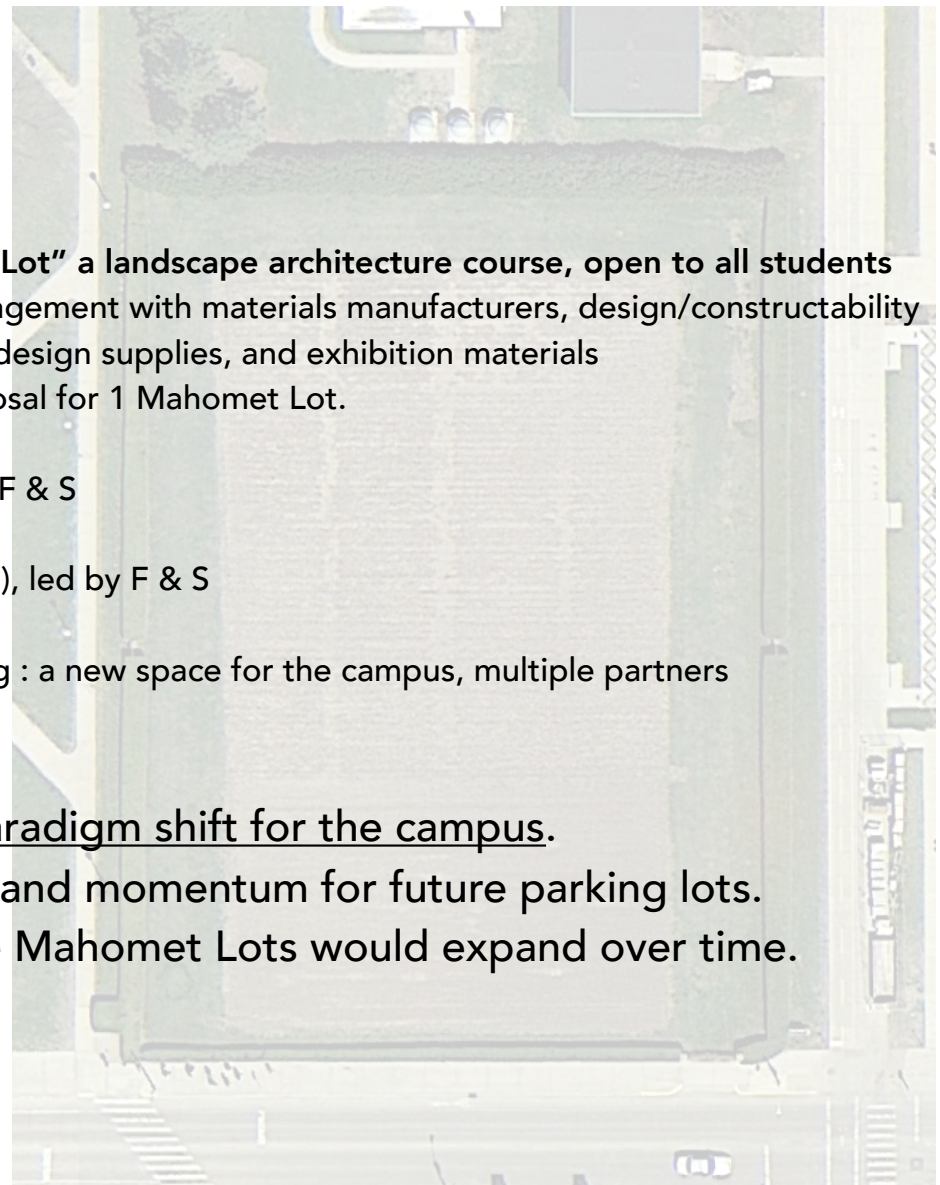 Lot” a landscape architecture course, open to all students
agement with materials manufacturers, design/constructability
design supplies, and exhibition materials
osal for 1 Mahomet Lot.
F & S
), led by F & S
g : a new space for the campus, multiple partners
aradigm shift for the campus.
and momentum for future parking lots.
Mahomet Lots would expand over time.